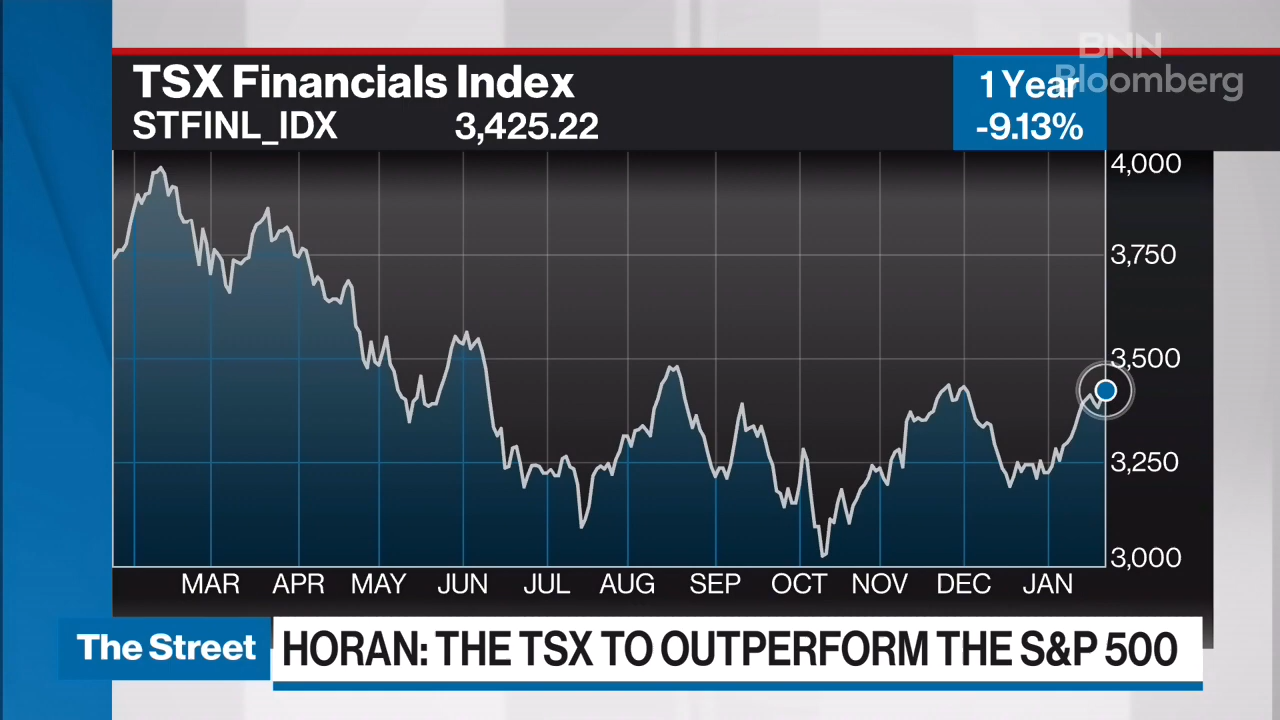 BNN
Bloomberg
TSX Financials Index
STFINL_IDX 3,425.22
1 Year
-9.13%
4,000
3,750
3,500
3,250
3,000
MAR APR MAY JUN JUL AUG SEP OCT NOV DEC JAN
The Street
HORAN: THE TSX TO OUTPERFORM THE S&P 500